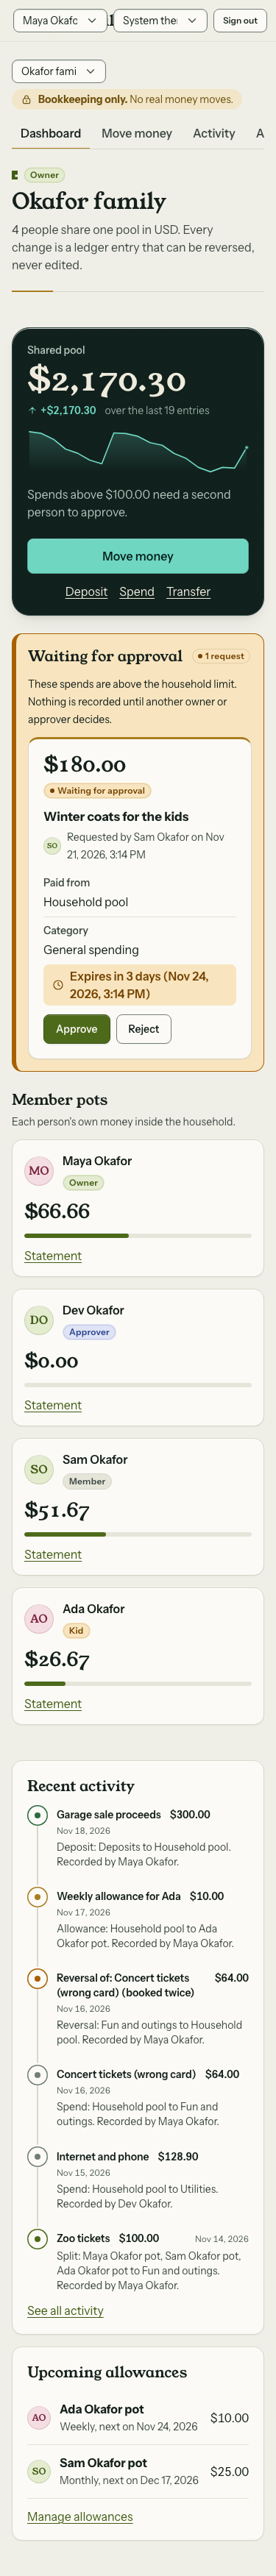 Maya Okafo
System the
Sign out
Okafor fami
Bookkeeping only. No real money moves.
Dashboard Move money Activity A
Owner
Okafor family
4 people share one pool in USD. Every
change is a ledger entry that can be reversed,
never edited.
Shared pool
$2,170.30
↑ +$2,170.30 over the last 19 entries
Spends above $100.00 need a second
person to approve.
Move money
Deposit Spend Transfer
Waiting for approval
1 request
These spends are above the household limit.
Nothing is recorded until another owner or
approver decides.
$180.00
Waiting for approval
Winter coats for the kids
SO
Requested by Sam Okafor on Nov
21, 2026, 3:14 PM
Paid from
Household pool
Category
General spending
Expires in 3 days (Nov 24,
2026, 3:14 PM)
Approve Reject
Member pots
Each person's own money inside the household.
MO
Maya Okafor
Owner
$66.66
Statement
DO
Dev Okafor
Approver
$0.00
Statement
SO
Sam Okafor
Member
$51.67
Statement
AO
Ada Okafor
Kid
$26.67
Statement
Recent activity
Garage sale proceeds $300.00
Nov 18, 2026
Deposit: Deposits to Household pool.
Recorded by Maya Okafor.
Weekly allowance for Ada $10.00
Nov 17, 2026
Allowance: Household pool to Ada
Okafor pot. Recorded by Maya Okafor.
Reversal of: Concert tickets $64.00
(wrong card) (booked twice)
Nov 16, 2026
Reversal: Fun and outings to Household
pool. Recorded by Maya Okafor.
Concert tickets (wrong card) $64.00
Nov 16, 2026
Spend: Household pool to Fun and
outings. Recorded by Maya Okafor.
Internet and phone $128.90
Nov 15, 2026
Spend: Household pool to Utilities.
Recorded by Dev Okafor.
Zoo tickets $100.00 Nov 14, 2026
Split: Maya Okafor pot, Sam Okafor pot,
Ada Okafor pot to Fun and outings.
Recorded by Maya Okafor.
See all activity
Upcoming allowances
AO
Ada Okafor pot
Weekly, next on Nov 24, 2026
$10.00
SO
Sam Okafor pot
Monthly, next on Dec 17, 2026
$25.00
Manage allowances